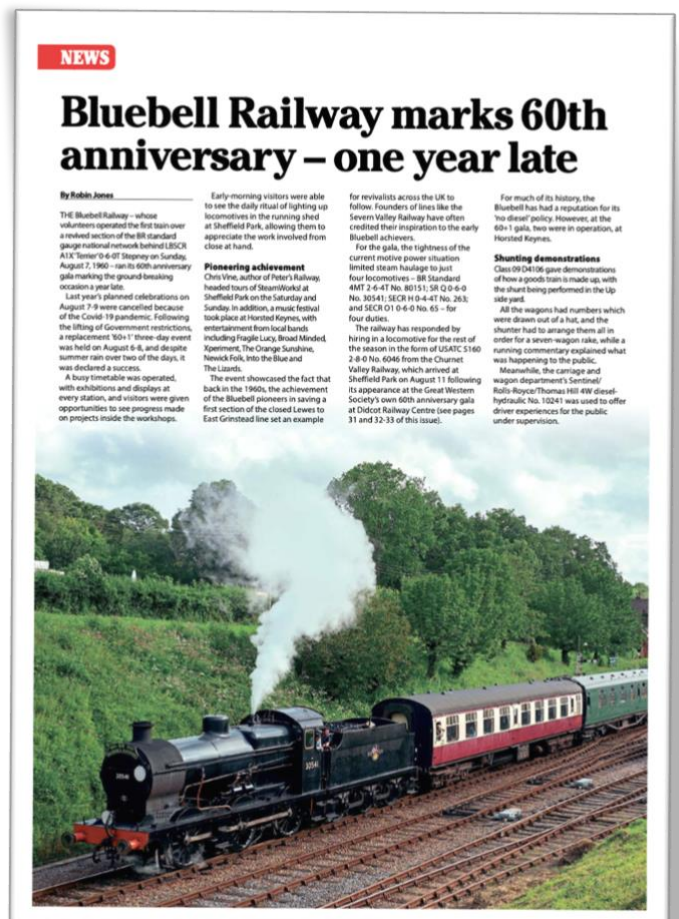 NEWS
Bluebell Railway marks 60th
anniversary – one year late
By Robin Jones
THE Bluebell Railway – whose
volunteers operated the first train over
a revived section of the BR standard
gauge national network behind LBSCR
A1X 'Terrier' 0-6-0T Stepney on Sunday,
August 7, 1960 – ran its 60th anniversary
gala marking the ground-breaking
occasion a year late.
Last year's planned celebrations on
August 7-9 were cancelled because
of the Covid-19 pandemic. Following
the lifting of Government restrictions,
a replacement '60+1' three-day event
was held on August 6-8, and despite
summer rain over two of the days, it
was declared a success.
A busy timetable was operated,
with exhibitions and displays at
every station, and visitors were given
opportunities to see progress made
on projects inside the workshops.
Early-morning visitors were able
to see the daily ritual of lighting up
locomotives in the running shed
at Sheffield Park, allowing them to
appreciate the work involved from
close at hand.
Pioneering achievement
Chris Vine, author of Peter's Railway,
headed tours of SteamWorks! at
Sheffield Park on the Saturday and
Sunday. In addition, a music festival
took place at Horsted Keynes, with
entertainment from local bands
including Fragile Lucy, Broad Minded,
Xperiment, The Orange Sunshine,
Newick Folk, Into the Blue and
The Lizards.
The event showcased the fact that
back in the 1960s, the achievement
of the Bluebell pioneers in saving a
first section of the closed Lewes to
East Grinstead line set an example
for revivalists across the UK to
follow. Founders of lines like the
Severn Valley Railway have often
credited their inspiration to the early
Bluebell achievers.
For the gala, the tightness of the
current motive power situation
limited steam haulage to just
four locomotives – BR Standard
4MT 2-6-4T No. 80151; SR Q 0-6-0
No. 30541; SECR H 0-4-4T No. 263;
and SECR O1 0-6-0 No. 65 – for
four duties.
The railway has responded by
hiring in a locomotive for the rest of
the season in the form of USATC S160
2-8-0 No. 6046 from the Churnet
Valley Railway, which arrived at
Sheffield Park on August 11 following
its appearance at the Great Western
Society's own 60th anniversary gala
at Didcot Railway Centre (see pages
31 and 32-33 of this issue).
For much of its history, the
Bluebell has had a reputation for its
'no diesel' policy. However, at the
60+1 gala, two were in operation, at
Horsted Keynes.
Shunting demonstrations
Class 09 D4106 gave demonstrations
of how a goods train is made up, with
the shunt being performed in the Up
side yard.
All the wagons had numbers which
were drawn out of a hat, and the
shunter had to arrange them all in
order for a seven-wagon rake, while a
running commentary explained what
was happening to the public.
Meanwhile, the carriage and
wagon department's Sentinel/
Rolls-Royce/Thomas Hill 4W diesel-
hydraulic No. 10241 was used to offer
driver experiences for the public
under supervision.
30541
30541